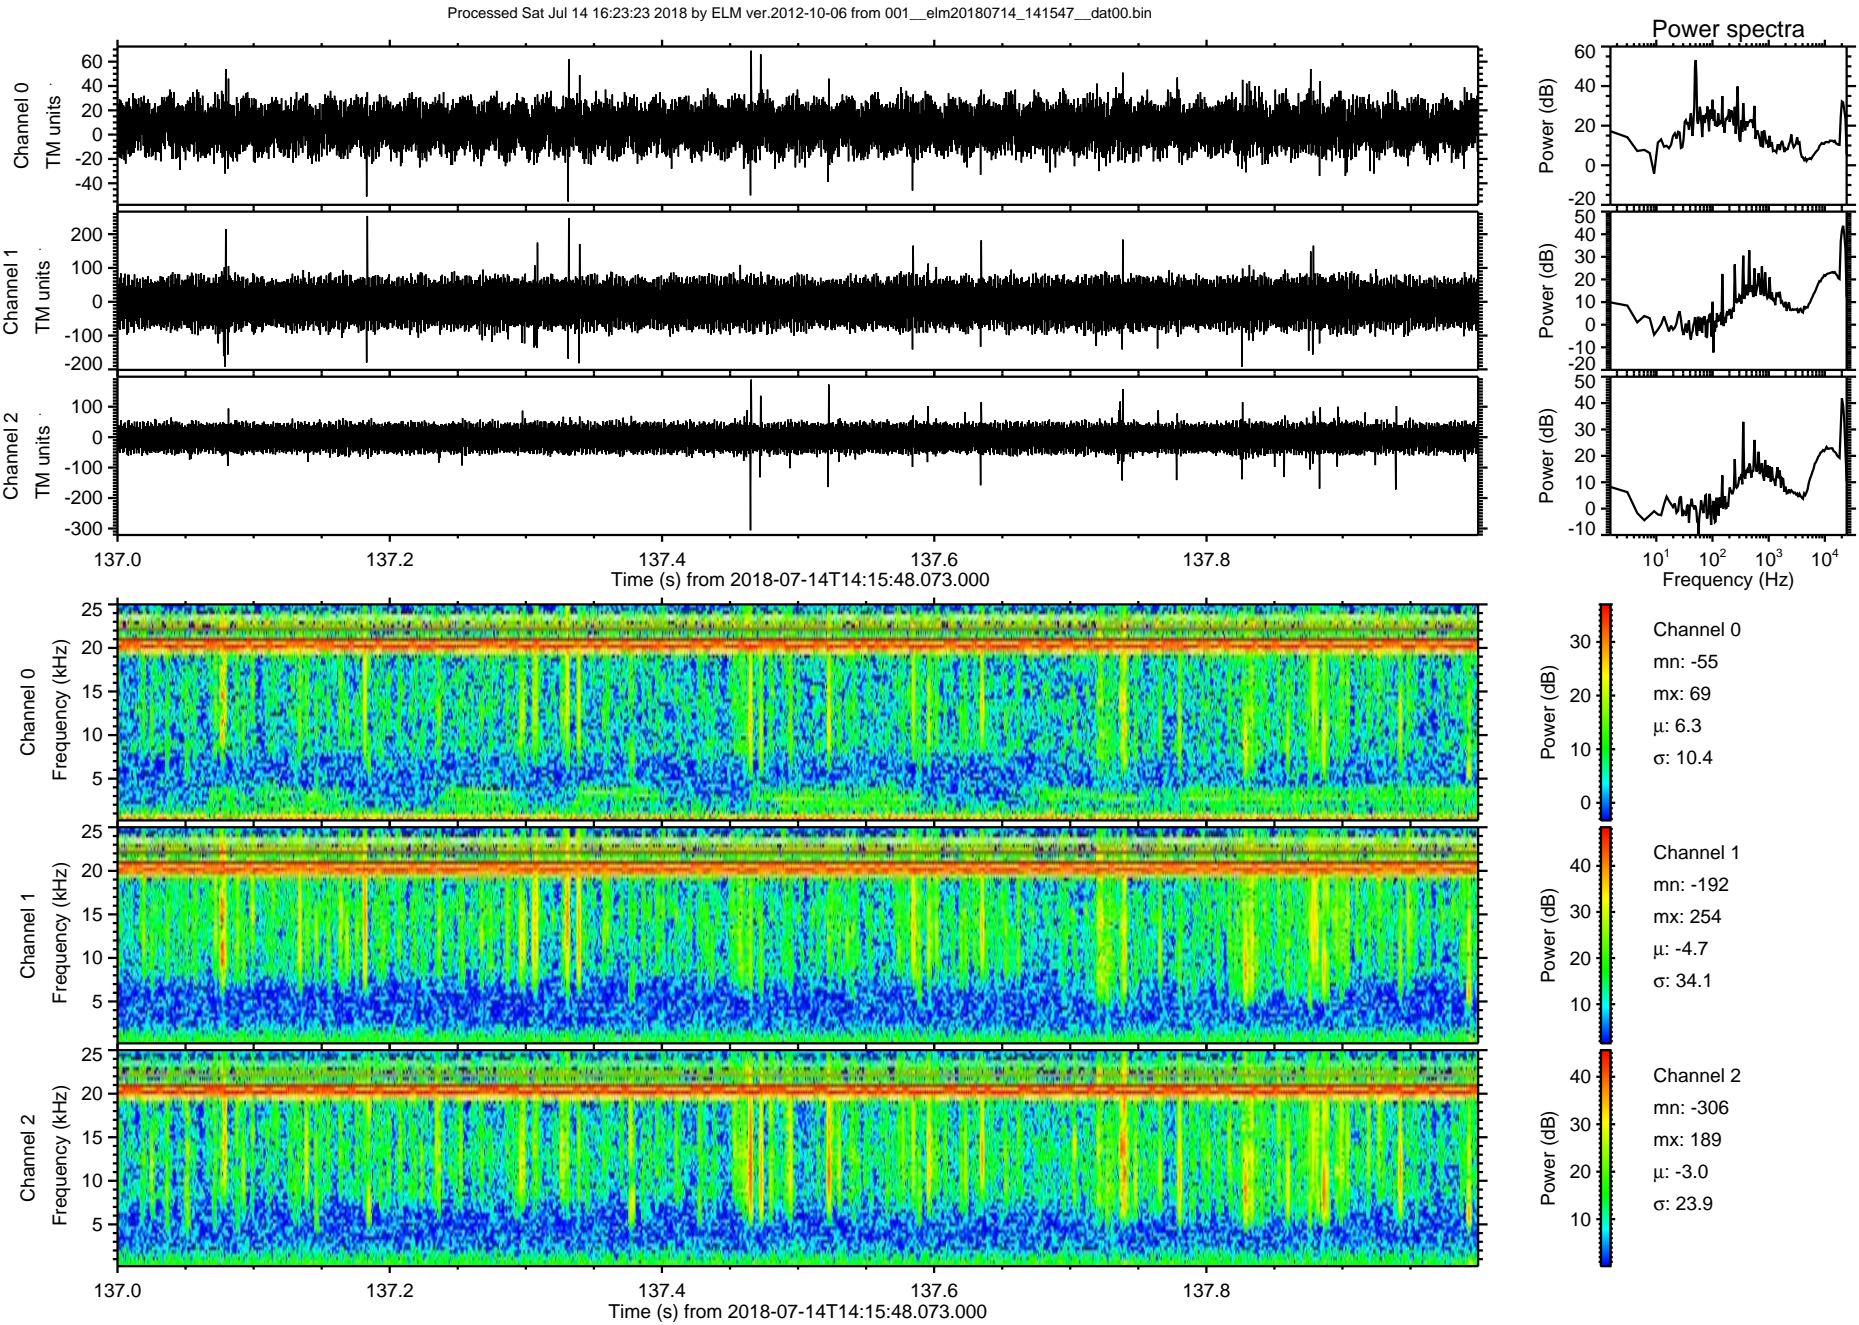 Processed Sat Jul 14 16:23:23 2018 by ELM ver.2012-10-06 from 001__elm20180714_141547__dat00.bin
Power spectra
Channel 0
TM units
60
40
20
0
-20
-40
Power (dB)
60
40
20
0
-20
Channel 1
TM units
200
100
0
-100
-200
Power (dB)
50
40
30
20
10
0
-10
-20
Channel 2
TM units
100
0
-100
-200
-300
Power (dB)
50
40
30
20
10
0
-10
137.0 137.2 137.4 137.6 137.8
Time (s) from 2018-07-14T14:15:48.073.000
10^1 10^2 10^3 10^4
Frequency (Hz)
Channel 0
Frequency (kHz)
25
20
15
10
5
Power (dB)
30
20
10
0
Channel 0
mn: -55
mx: 69
μ: 6.3
σ: 10.4
Channel 1
Frequency (kHz)
25
20
15
10
5
Power (dB)
40
30
20
10
Channel 1
mn: -192
mx: 254
μ: -4.7
σ: 34.1
Channel 2
Frequency (kHz)
25
20
15
10
5
Power (dB)
40
30
20
10
Channel 2
mn: -306
mx: 189
μ: -3.0
σ: 23.9
137.0 137.2 137.4 137.6 137.8
Time (s) from 2018-07-14T14:15:48.073.000